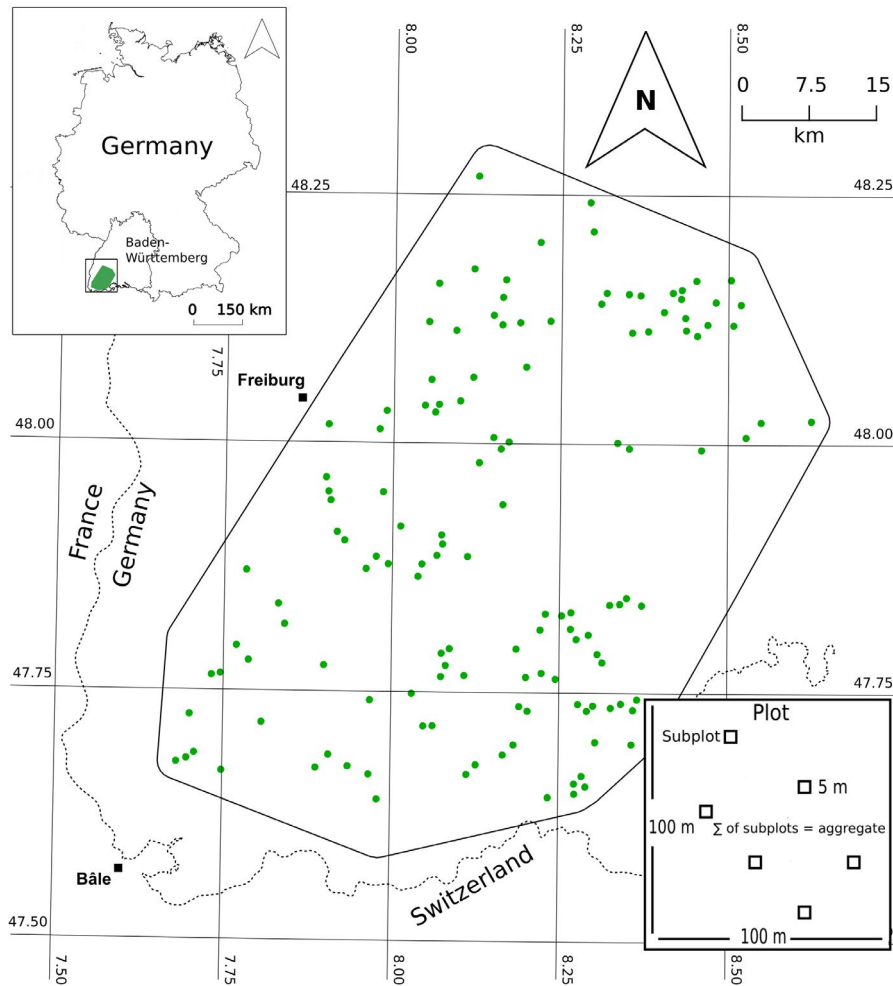 Germany
Baden-
Württemberg
0 150 km
8.00
8.25
8.50
N
0 7.5 15
km
48.25
48.25
7.75
Freiburg
48.00
48.00
France
Germany
47.75
47.75
Plot
Subplot
5 m
100 m
∑ of subplots = aggregate
100 m
Bâle
Switzerland
47.50
7.50
7.75
8.00
8.25
8.50